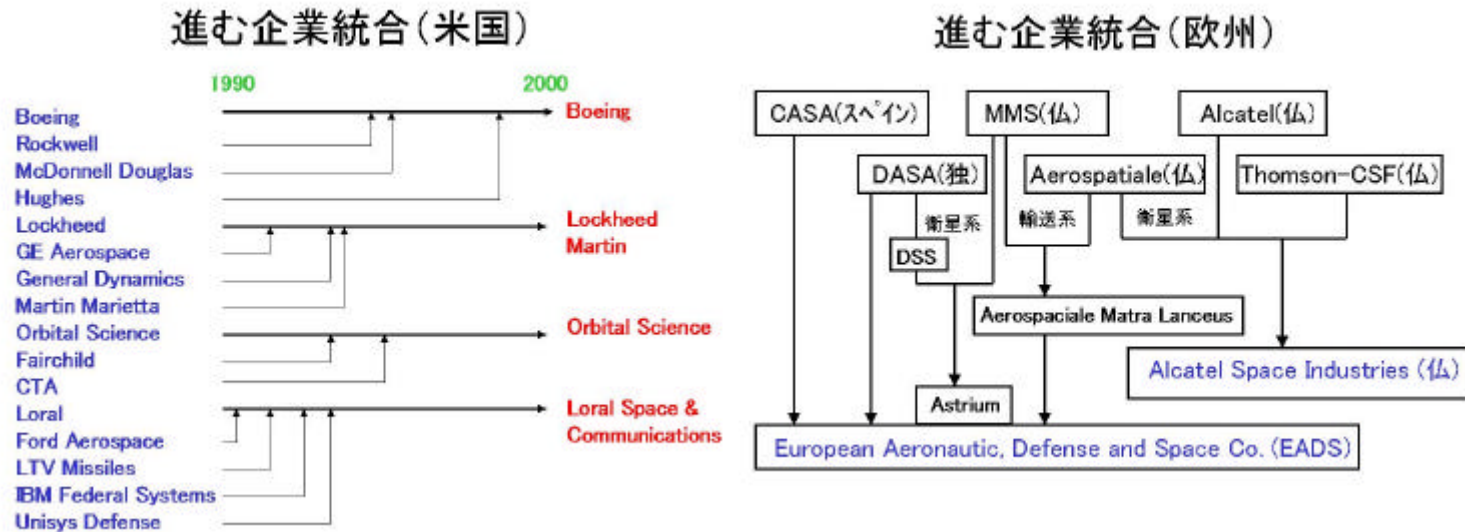 進む企業統合(米国)
1990
2000
Boeing
Rockwell
McDonnell Douglas
Hughes
Lockheed
GE Aerospace
General Dynamics
Martin Marietta
Orbital Science
Fairchild
CTA
Loral
Ford Aerospace
LTV Missiles
IBM Federal Systems
Unisys Defense
Boeing
Lockheed
Martin
Orbital Science
Loral Space &
Communications
進む企業統合(欧州)
CASA(スペイン)
MMS(仏)
Alcatel(仏)
DASA(独)
Aerospatiale(仏)
Thomson-CSF(仏)
衛星系
輸送系
衛星系
DSS
Aerospaciale Matra Lanceus
Alcatel Space Industries (仏)
Astrium
European Aeronautic, Defense and Space Co. (EADS)